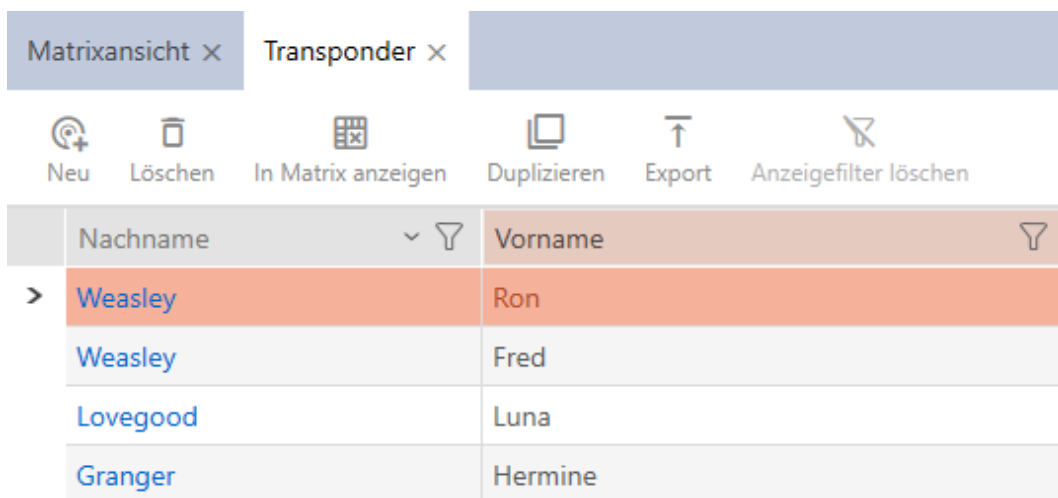 Matrixansicht Transponder
Neu Löschen In Matrix anzeigen Duplizieren Export Anzeigefilter löschen
Nachname Vorname
Weasley Ron
Weasley Fred
Lovegood Luna
Granger Hermine